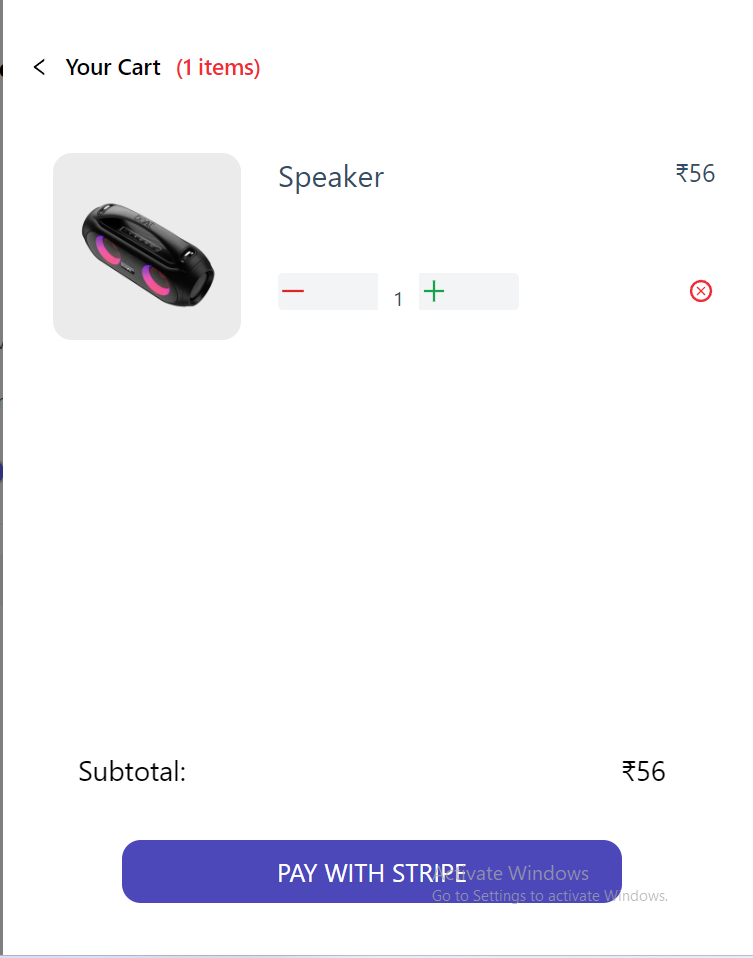 Your Cart (1 items)
Speaker
₹56
1
Subtotal:
₹56
PAY WITH STRIPE
Activate Windows
Go to Settings to activate Windows.